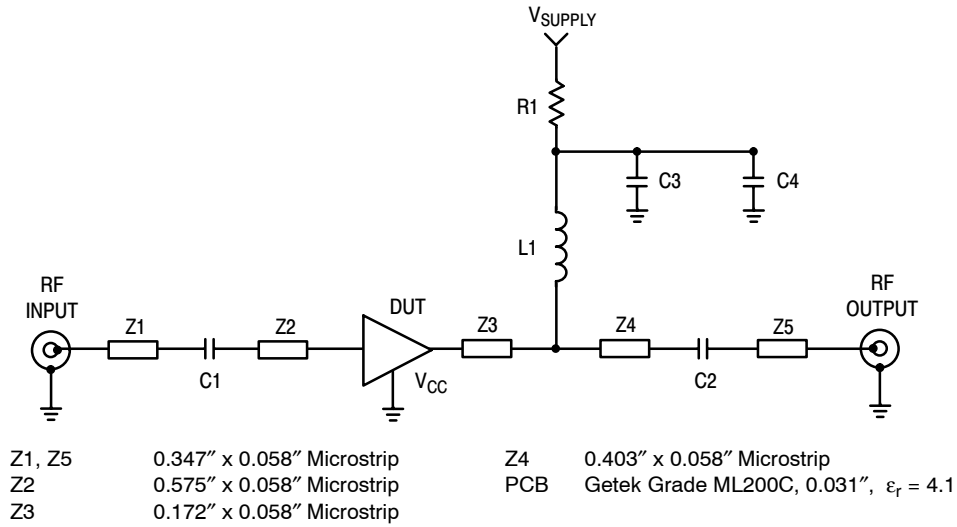 VSUPPLY
R1
C3 C4
L1
RF INPUT
RF OUTPUT
DUT
Z1 Z2 Z3 Z4 Z5
C1 VCC C2
Z1, Z5 0.347″ x 0.058″ Microstrip
Z2 0.575″ x 0.058″ Microstrip
Z3 0.172″ x 0.058″ Microstrip
Z4 0.403″ x 0.058″ Microstrip
PCB Getek Grade ML200C, 0.031″, εr = 4.1